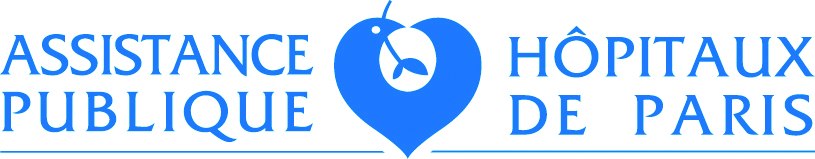 ASSISTANCE
PUBLIQUE
HÔPITAUX
DE PARIS